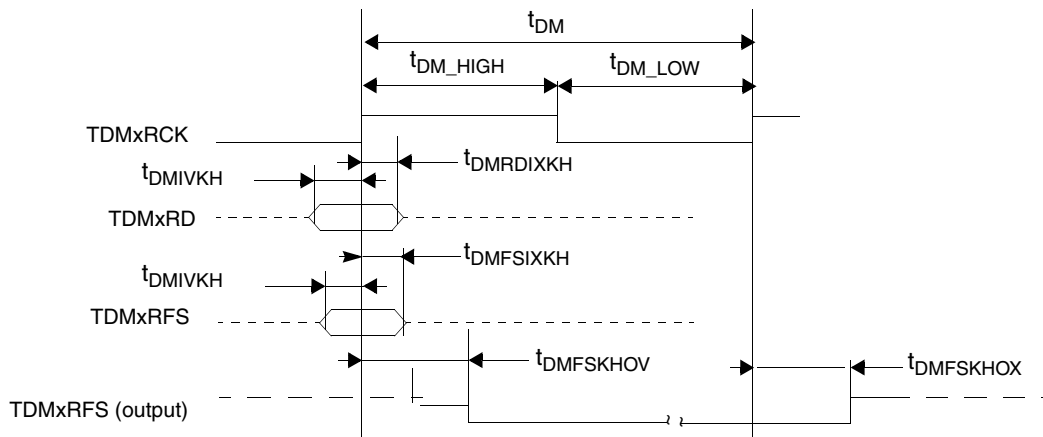 tDM
tDM_HIGH
tDM_LOW
TDMxRCK
tDMRDIXKH
tDMIVKH
TDMxRD
tDMFSIXKH
tDMIVKH
TDMxRFS
tDMFSKHOV
tDMFSKHOX
TDMxRFS (output)